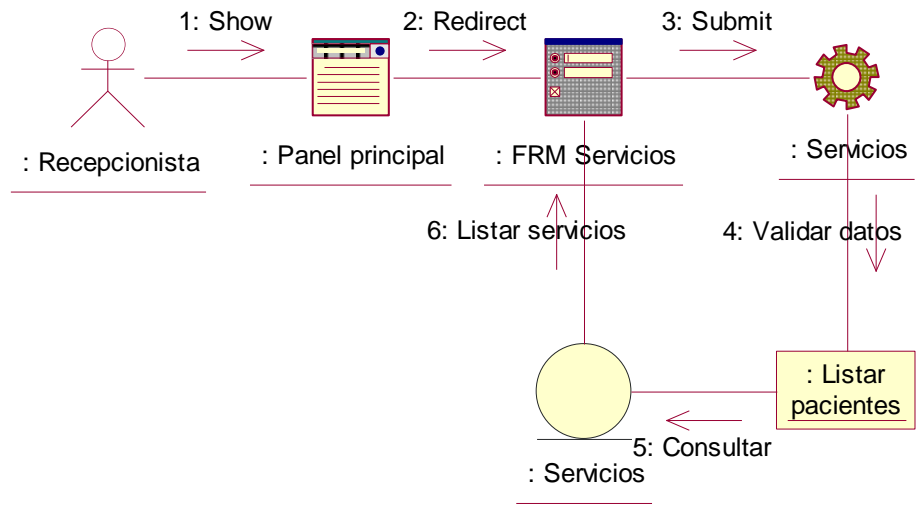 1: Show
2: Redirect
3: Submit
: Recepcionista
: Panel principal
: FRM Servicios
: Servicios
6: Listar servicios
4: Validar datos
: Listar
pacientes
5: Consultar
: Servicios